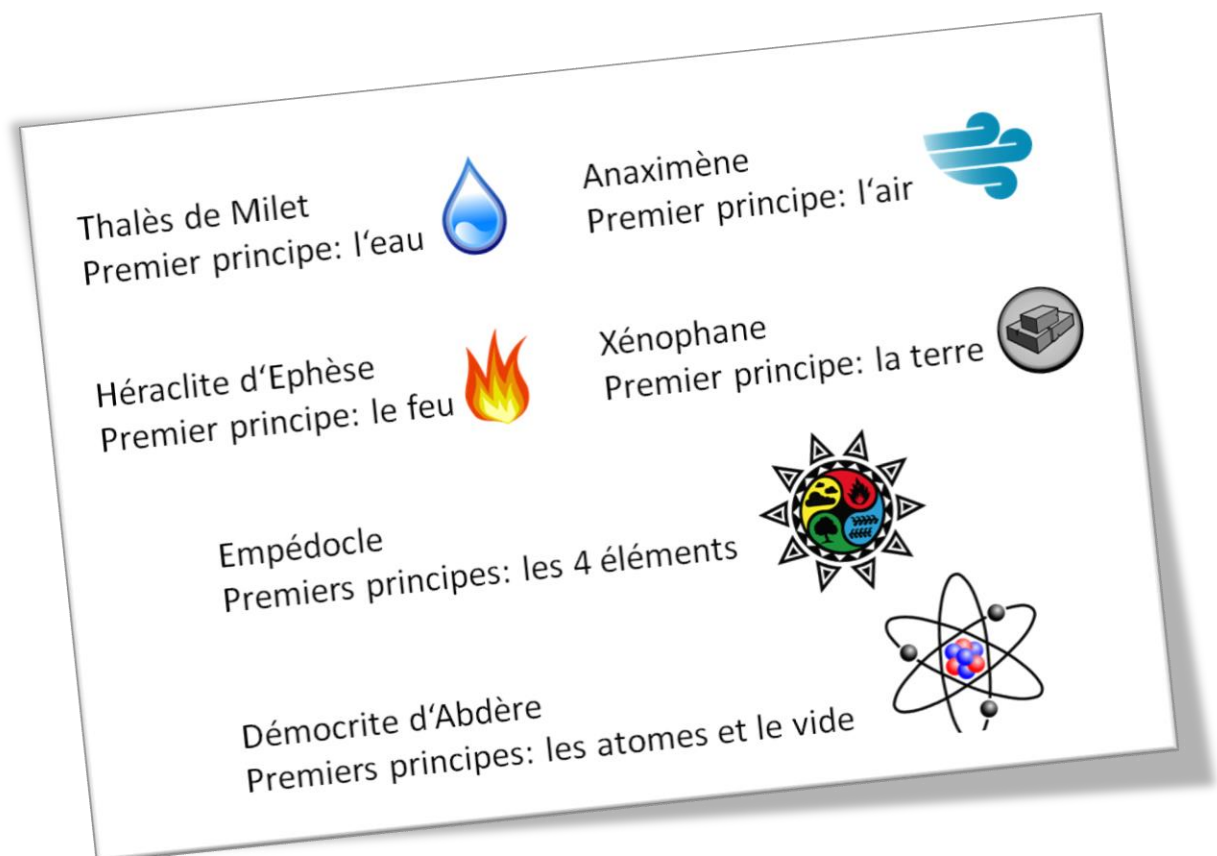 Thalès de Milet
Premier principe: l‘eau
Anaximène
Premier principe: l‘air
Héraclite d‘Ephèse
Premier principe: le feu
Xénophane
Premier principe: la terre
Empédocle
Premiers principes: les 4 éléments
Démocrite d‘Abdère
Premiers principes: les atomes et le vide